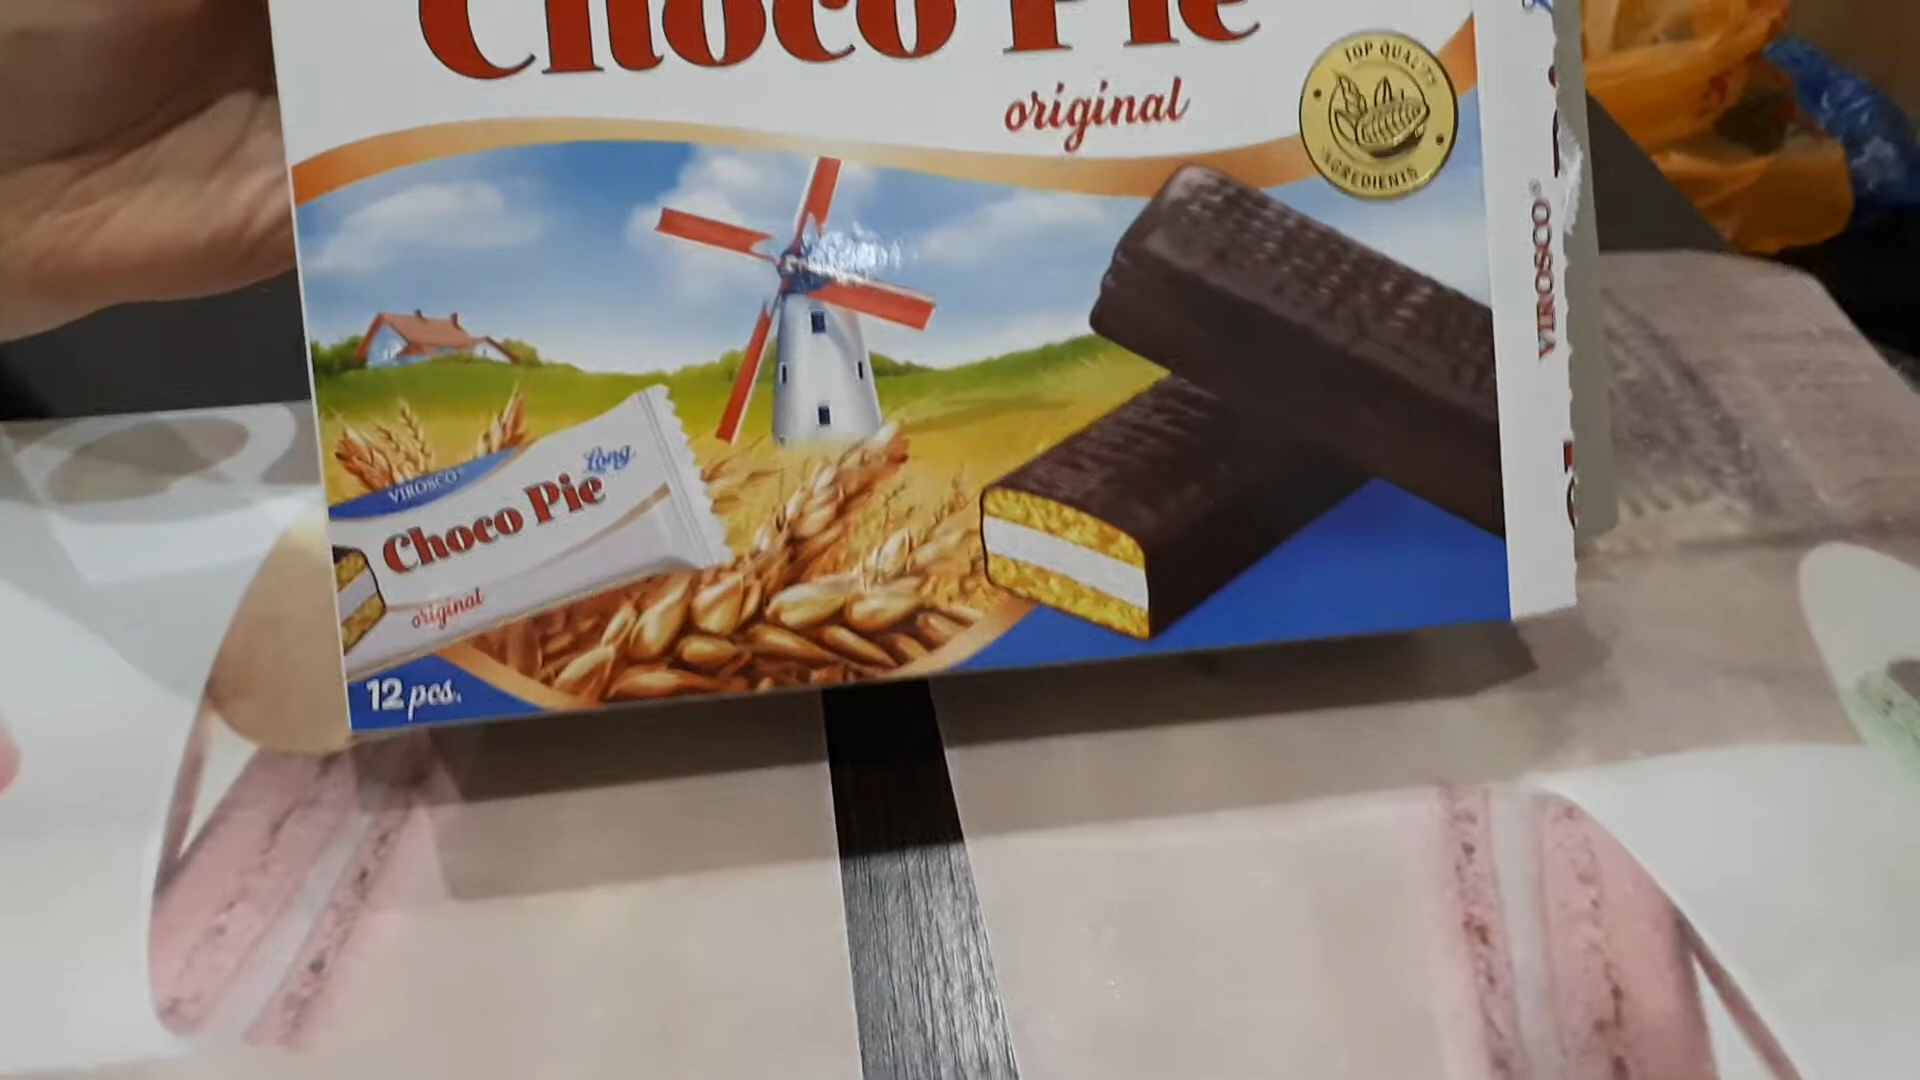 Choco Pie
original
TOP QUALITY
INGREDIENTS
VIROSCO®
VIROSCO®
Long
Choco Pie
original
12 pcs.